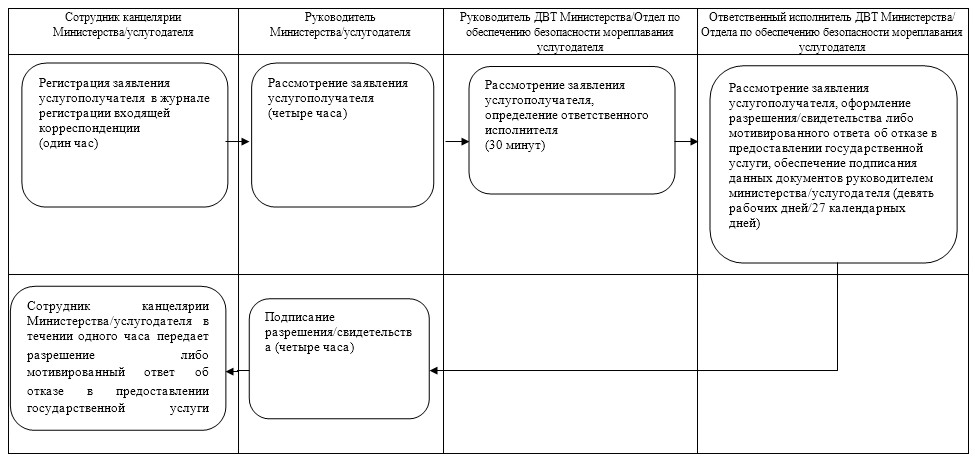 Сотрудник канцелярии
Министерства/услугодателя
Руководитель
Министерства/услугодателя
Руководитель ДВТ Министерства/Отдел по
обеспечению безопасности мореплавания
услугодателя
Ответственный исполнитель ДВТ Министерства/
Отдела по обеспечению безопасности мореплавания
услугодателя
Регистрация заявления
услугополучателя в журнале
регистрации входящей
корреспонденции
(один час)
Рассмотрение заявления
услугополучателя
(четыре часа)
Рассмотрение заявления
услугополучателя,
определение ответственного
исполнителя
(30 минут)
Рассмотрение заявления
услугополучателя, оформление
разрешения/свидетельства либо
мотивированного ответа об отказе в
предоставлении государственной
услуги, обеспечение подписания
данных документов руководителем
министерства/услугодателя (девять
рабочих дней/27 календарных
дней)
Сотрудник канцелярии
Министерства/услугодателя в
течении одного часа передает
разрешение либо
мотивированный ответ об
отказе в предоставлении
государственной услуги
Подписание
разрешения/свидетельств
а (четыре часа)